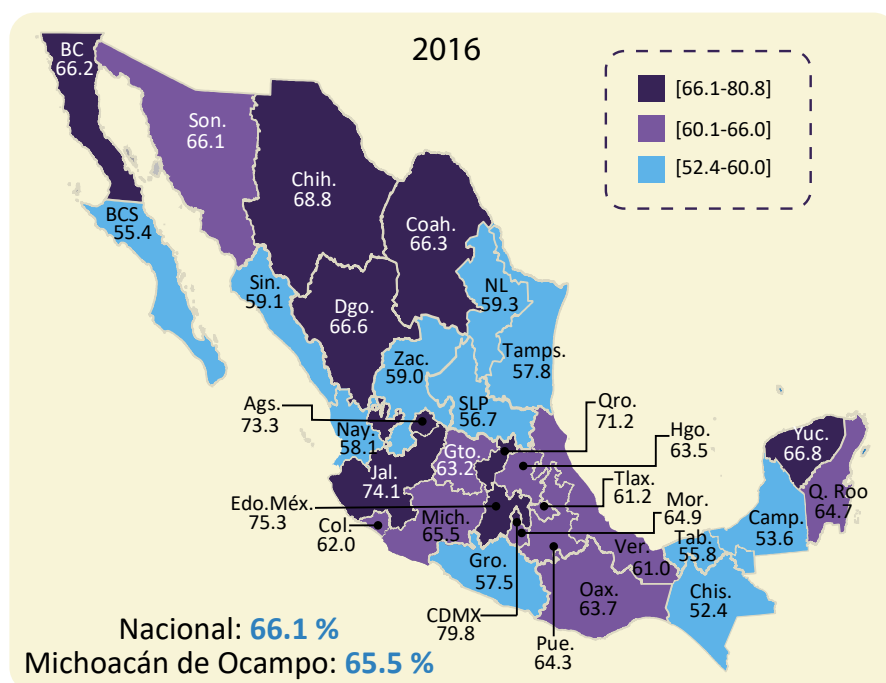 2016
[66.1-80.8]
[60.1-66.0]
[52.4-60.0]
BC
66.2
Son.
66.1
Chih.
68.8
Coah.
66.3
BCS
55.4
Sin.
59.1
Dgo.
66.6
NL
59.3
Tamps.
57.8
Zac.
59.0
SLP
56.7
Ags.
73.3
Nay.
58.1
Qro.
71.2
Hgo.
63.5
Gto.
63.2
Jal.
74.1
Tlax.
61.2
Yuc.
66.8
Q. Roo
64.7
Edo.Méx.
75.3
Col.
62.0
Mich.
65.5
Mor.
64.9
Camp.
53.6
Tab.
55.8
Ver.
61.0
Gro.
57.5
Oax.
63.7
Chis.
52.4
CDMX
79.8
Pue.
64.3
Nacional: 66.1 %
Michoacán de Ocampo: 65.5 %